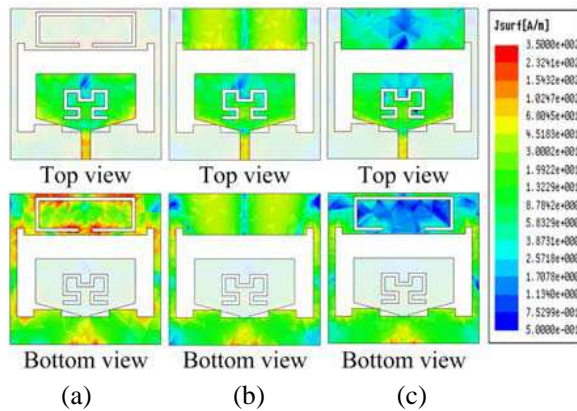 Jsurf[A/m]
3.5000e+002
2.3241e+002
1.5432e+002
1.0247e+002
6.8045e+001
4.5183e+001
3.0002e+001
1.9922e+001
1.3229e+001
8.7842e+000
5.8329e+000
3.8731e+000
2.5718e+000
1.7078e+000
1.1340e+000
7.5299e-001
5.0000e-001
Top view Top view Top view
Bottom view Bottom view Bottom view
(a) (b) (c)